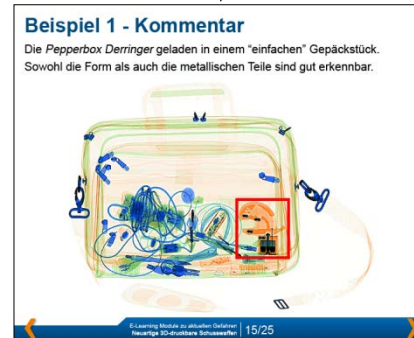 Beispiel 1 - Kommentar
Die Pepperbox Derringer geladen in einem "einfachen" Gepäckstück.
Sowohl die Form als auch die metallischen Teile sind gut erkennbar.
E-Learning Module zu aktuellen Gefahren
Neuartige 3D-druckbare Schusswaffen
15/25